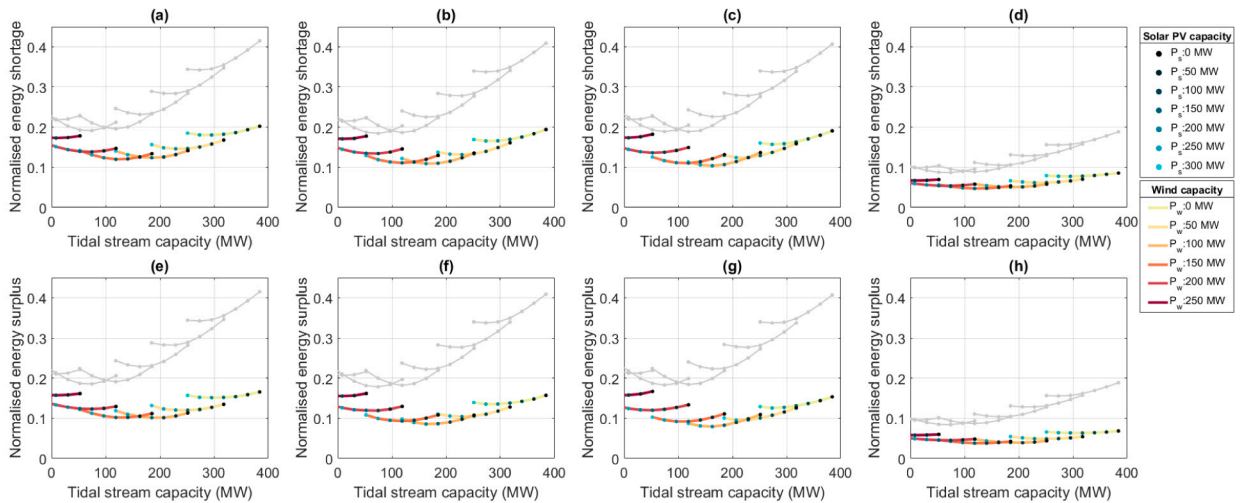 (a)
(b)
(c)
(d)
Normalised energy shortage
0.4
0.3
0.2
0.1
0
0 100 200 300 400
Tidal stream capacity (MW)
Normalised energy shortage
0.4
0.3
0.2
0.1
0
0 100 200 300 400
Tidal stream capacity (MW)
Normalised energy shortage
0.4
0.3
0.2
0.1
0
0 100 200 300 400
Tidal stream capacity (MW)
Normalised energy shortage
0.4
0.3
0.2
0.1
0
0 100 200 300 400
Tidal stream capacity (MW)
Solar PV capacity
Ps:0 MW
Ps:50 MW
Ps:100 MW
Ps:150 MW
Ps:200 MW
Ps:250 MW
Ps:300 MW
Wind capacity
Pw:0 MW
Pw:50 MW
Pw:100 MW
Pw:150 MW
Pw:200 MW
Pw:250 MW
(e)
(f)
(g)
(h)
Normalised energy surplus
0.4
0.3
0.2
0.1
0
0 100 200 300 400
Tidal stream capacity (MW)
Normalised energy surplus
0.4
0.3
0.2
0.1
0
0 100 200 300 400
Tidal stream capacity (MW)
Normalised energy surplus
0.4
0.3
0.2
0.1
0
0 100 200 300 400
Tidal stream capacity (MW)
Normalised energy surplus
0.4
0.3
0.2
0.1
0
0 100 200 300 400
Tidal stream capacity (MW)